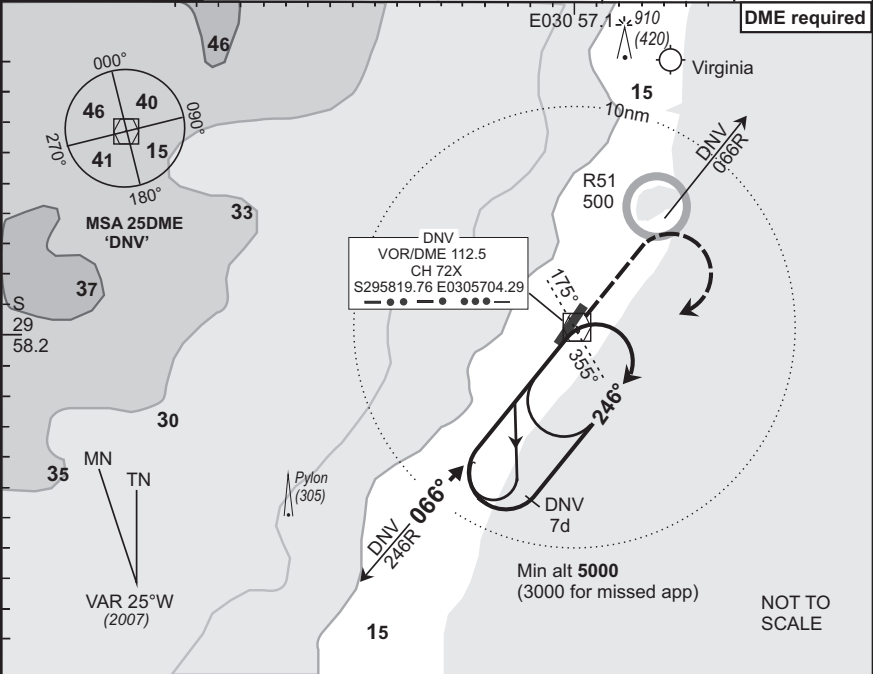 E030 57.1
910
(420)
DME required
Virginia
46
15
10nm
000°
46
40
090°
270°
41
15
180°
MSA 25DME
‘DNV’
DNV
066R
R51
500
33
DNV
VOR/DME 112.5
CH 72X
S295819.76 E0305704.29
37
175°
S
29
58.2
355°
246°
30
35
MN
TN
Pylon
(305)
066°
DNV
246R
DNV
7d
Min alt 5000
(3000 for missed app)
VAR 25°W
(2007)
NOT TO
SCALE
15